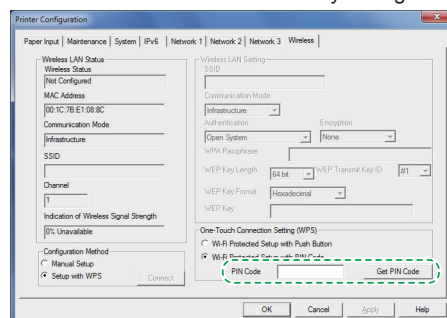 Printer Configuration
Paper Input
Maintenance
System
IPv6
Network 1
Network 2
Network 3
Wireless
Wireless LAN Status
Wireless Status
Not Configured
MAC Address
00:1C:7B:E1:08:8C
Communication Mode
Infrastructure
SSID
Channel
1
Indication of Wireless Signal Strength
0% Unavailable
Configuration Method
Manual Setup
Setup with WPS
Connect
Wireless LAN Setting
SSID
Communication Mode
Infrastructure
Authentication
Encryption
Open System
None
WPA Passphrase
WEP Key Length
64 bit
WEP Transmit Key ID
#1
WEP Key Format
Hexadecimal
WEP Key
One-Touch Connection Setting (WPS)
Wi-Fi Protected Setup with Push Button
Wi-Fi Protected Setup with PIN Code
PIN Code
Get PIN Code
OK
Cancel
Apply
Help